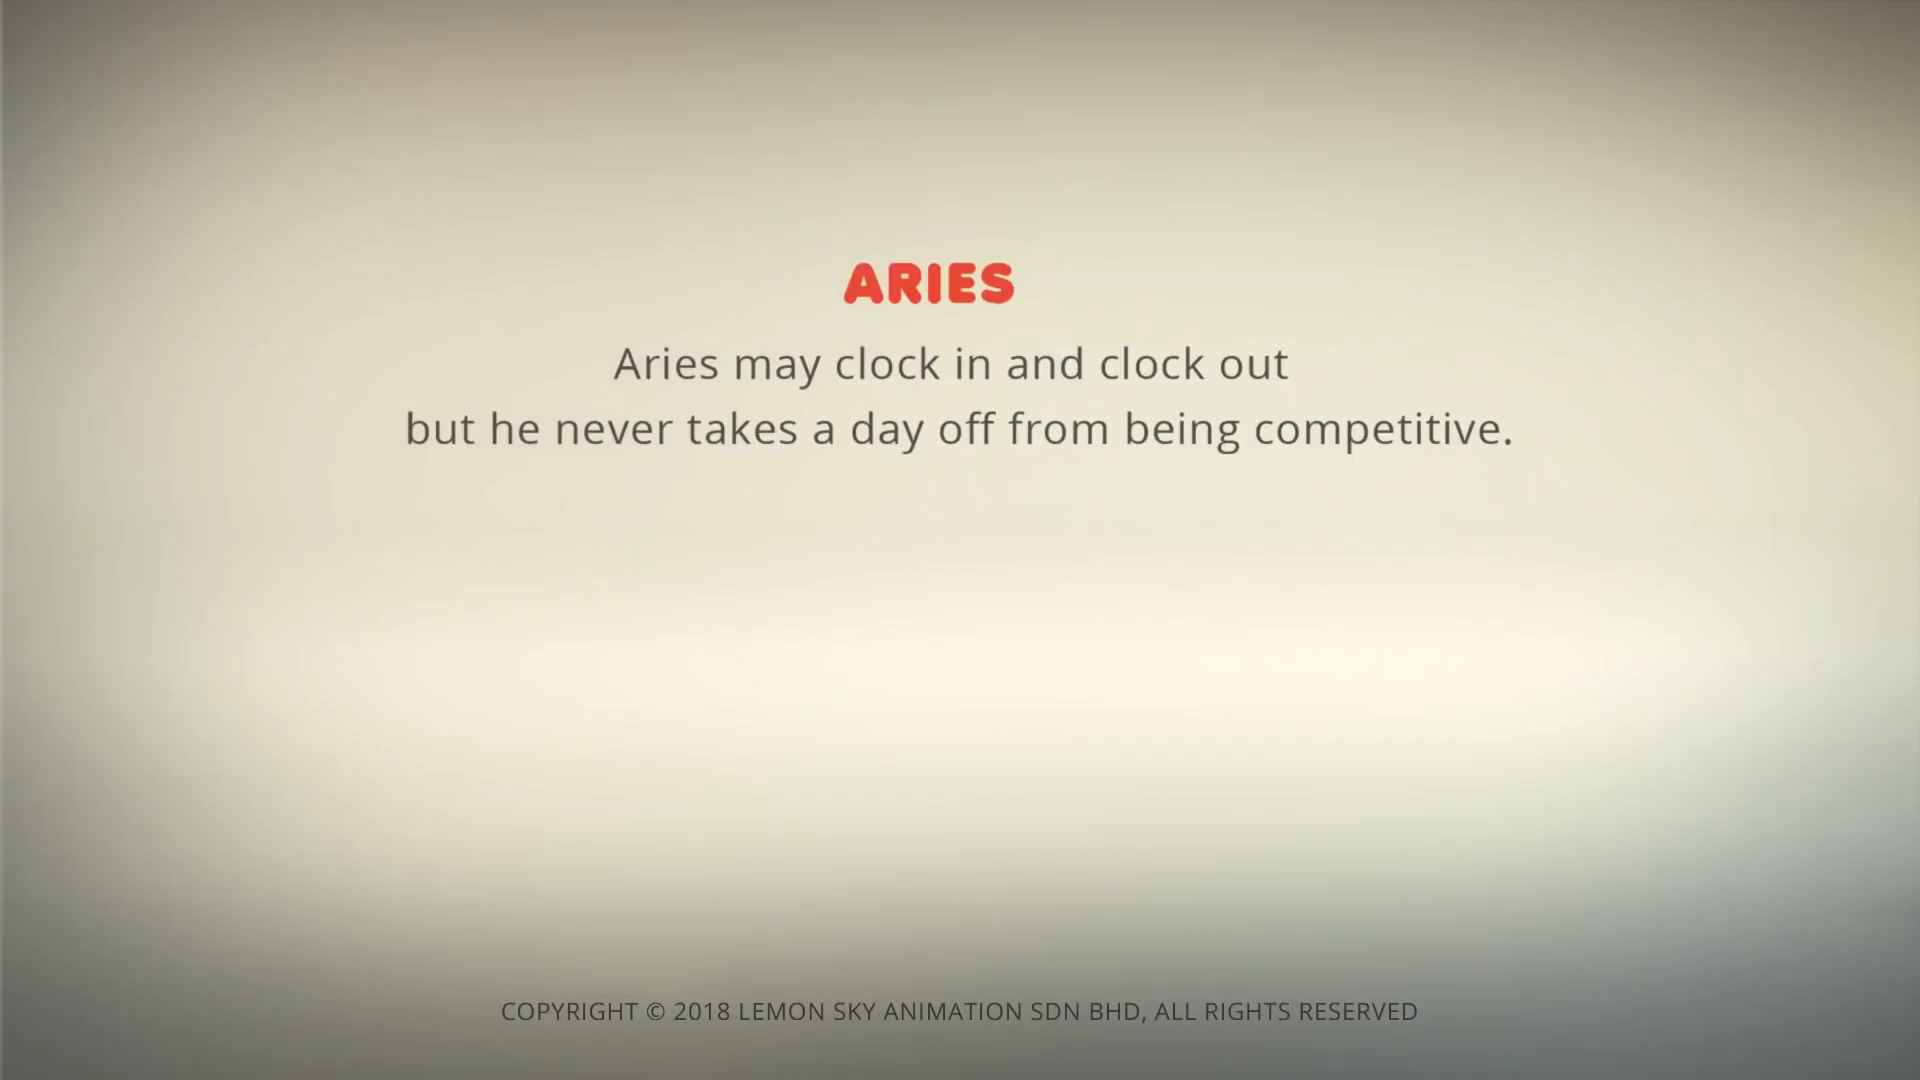 ARIES
Aries may clock in and clock out
but he never takes a day off from being competitive.
COPYRIGHT © 2018 LEMON SKY ANIMATION SDN BHD, ALL RIGHTS RESERVED